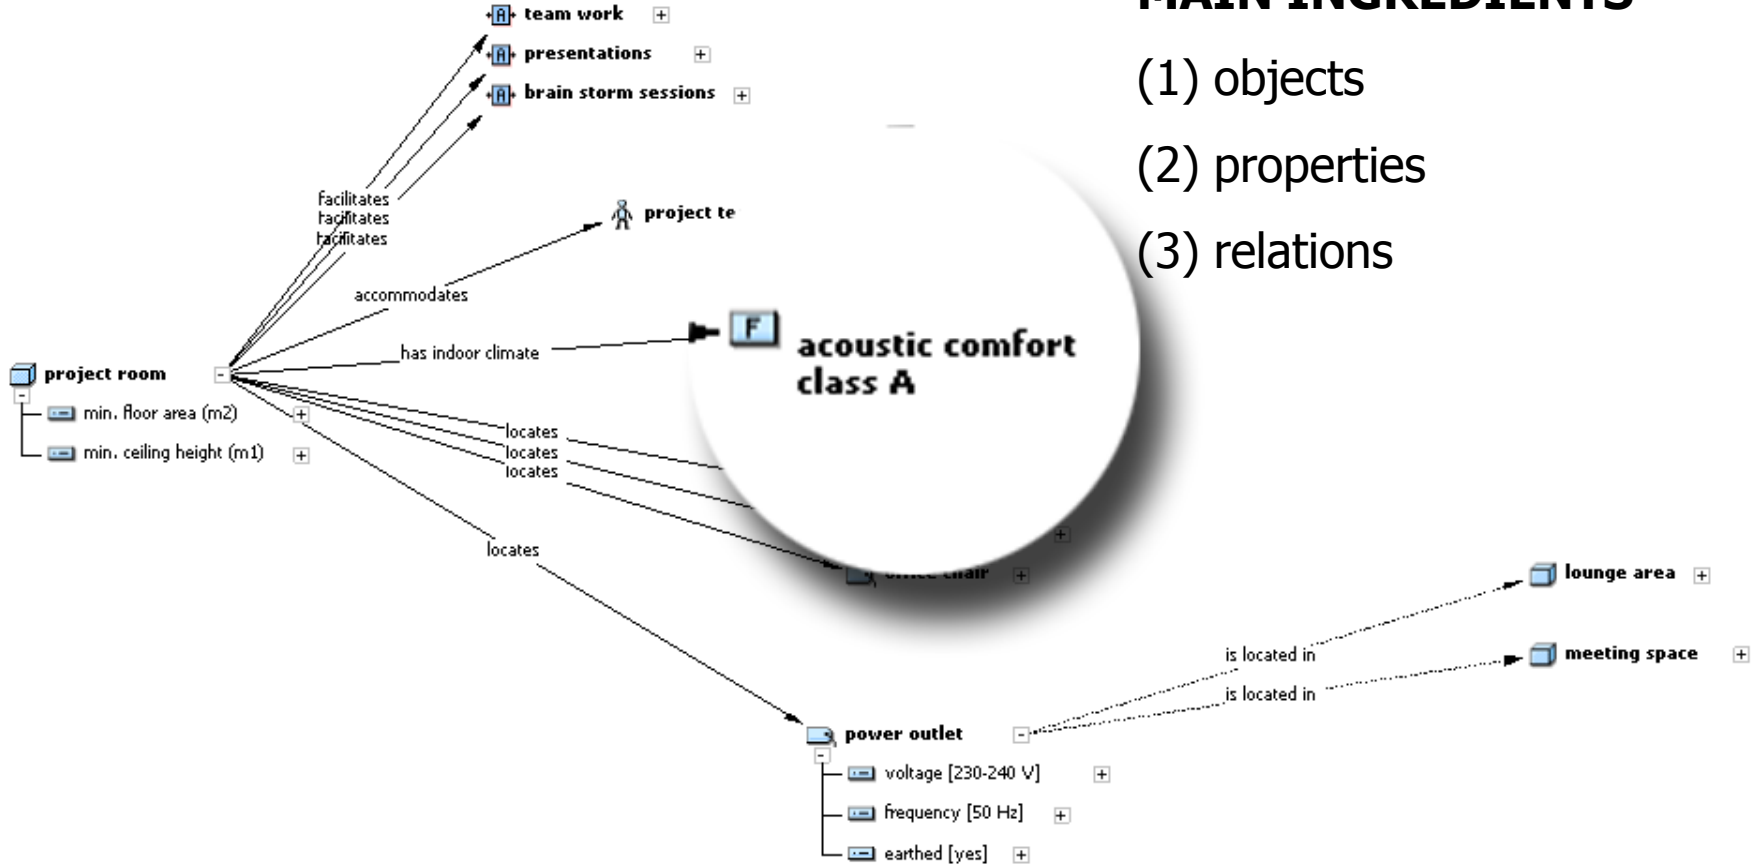 MAIN INGREDIENTS
(1) objects
(2) properties
(3) relations
team work
presentations
brain storm sessions
facilitates
facilitates
facilitates
project te
accommodates
has indoor climate
F
acoustic comfort
class A
project room
min. floor area (m2)
min. ceiling height (m1)
locates
locates
locates
locates
office chair
lounge area
is located in
meeting space
is located in
power outlet
voltage [230-240 V]
frequency [50 Hz]
earthed [yes]